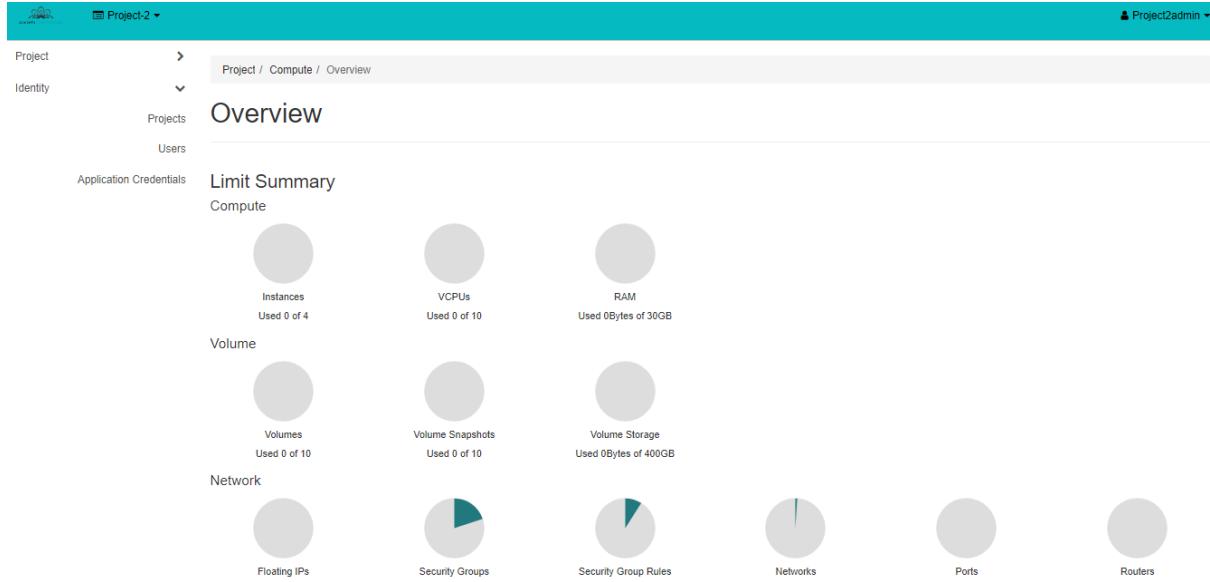 Project-2
Project2admin
Project
Identity
Projects
Users
Application Credentials
Project / Compute / Overview
Overview
Limit Summary
Compute
Instances VCPUs RAM
Used 0 of 4 Used 0 of 10 Used 0Bytes of 30GB
Volume
Volumes Volume Snapshots Volume Storage
Used 0 of 10 Used 0 of 10 Used 0Bytes of 400GB
Network
Floating IPs Security Groups Security Group Rules Networks Ports Routers